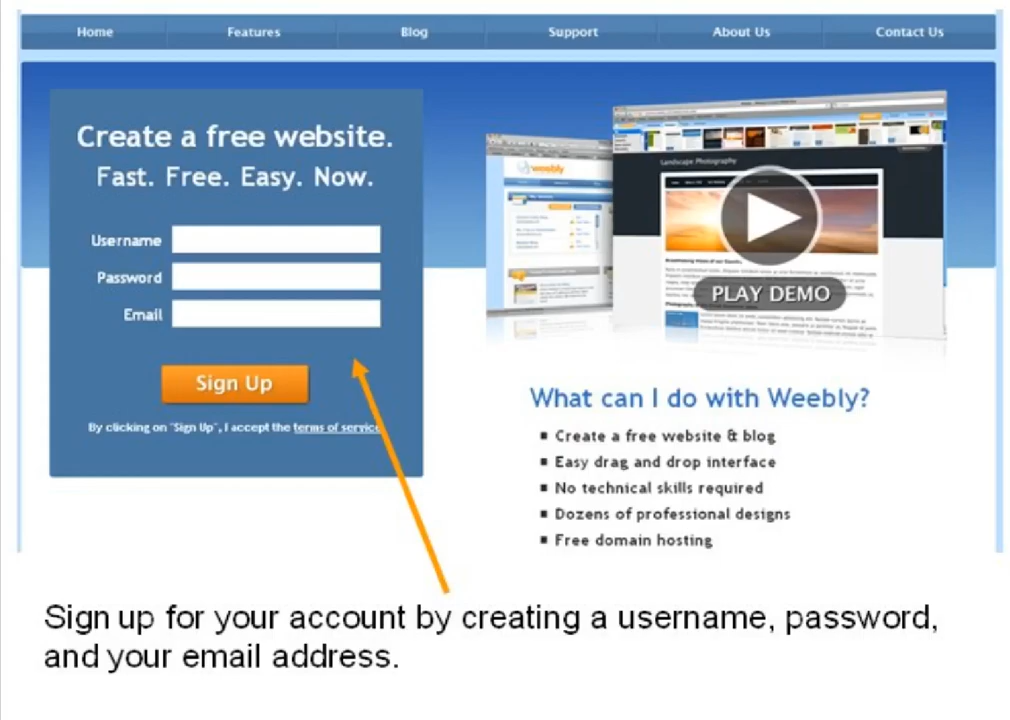 Home Features Blog Support About Us Contact Us
Create a free website.
Fast. Free. Easy. Now.
Username
Password
Email
Sign Up
By clicking on "Sign Up", I accept the terms of service
weebly
Landscape Photography
PLAY DEMO
What can I do with Weebly?
Create a free website & blog
Easy drag and drop interface
No technical skills required
Dozens of professional designs
Free domain hosting
Sign up for your account by creating a username, password,
and your email address.